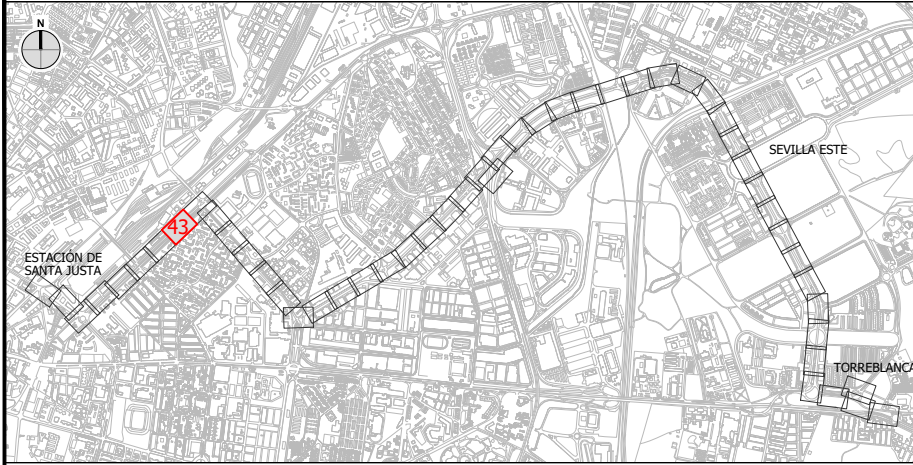 N
SEVILLA ESTE
43
ESTACIÓN DE
SANTA JUSTA
TORREBLANCA